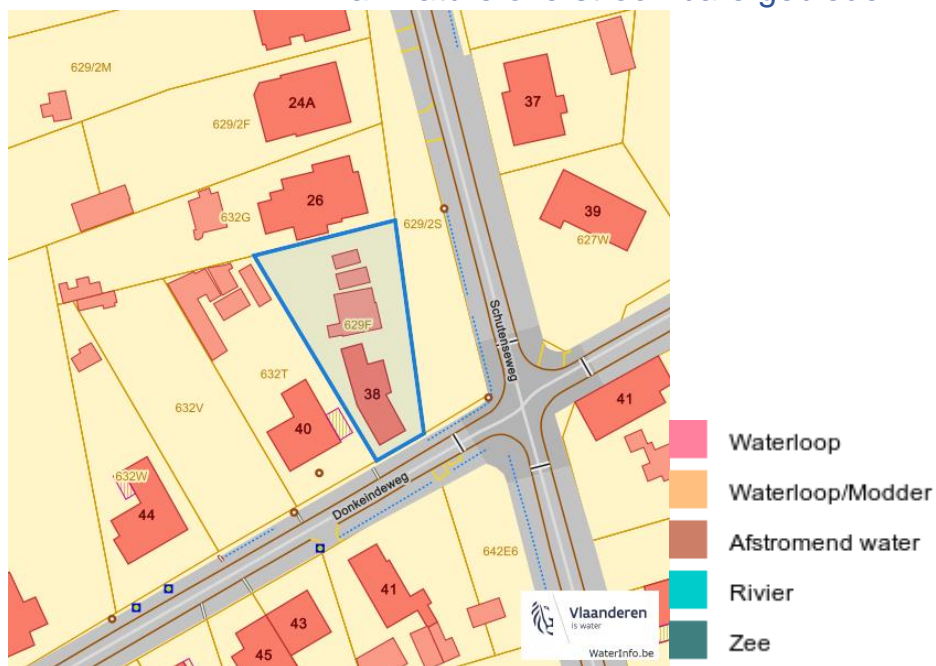 629/2M
24A
37
629/2F
26
39
632G
629/2S
627W
Schutenseweg
629F
632T
38
632V
40
41
Waterloop
632W
Donkeindeweg
Waterloop/Modder
44
Afstromend water
642E6
41
Rivier
Vlaanderen
is water
43
Zee
45
WaterInfo.be